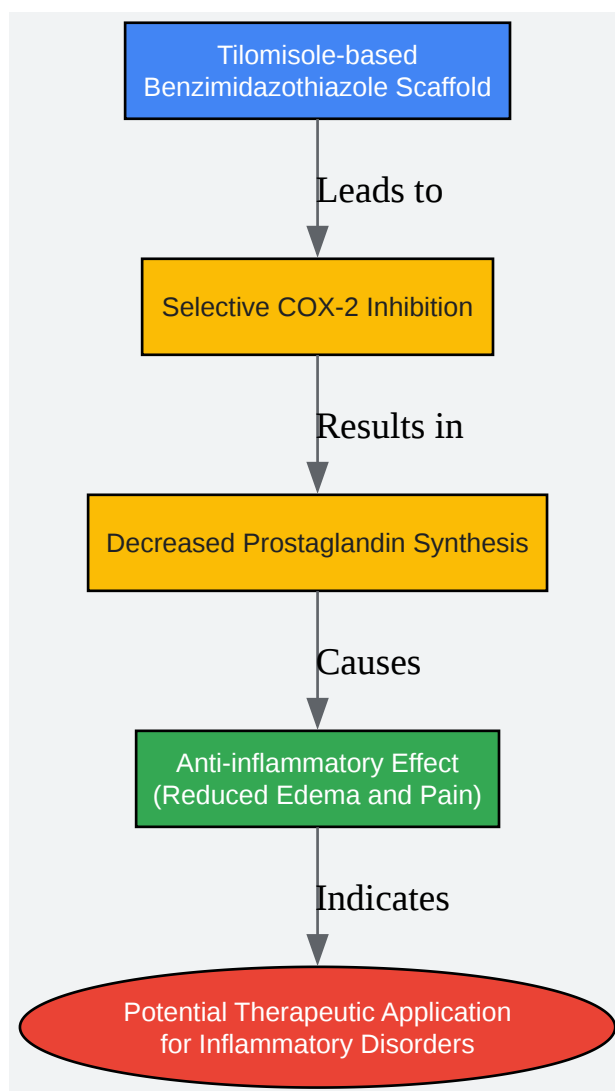 Tilomisole-based
Benzimidazothiazole Scaffold
Leads to
Selective COX-2 Inhibition
Results in
Decreased Prostaglandin Synthesis
Causes
Anti-inflammatory Effect
(Reduced Edema and Pain)
Indicates
Potential Therapeutic Application
for Inflammatory Disorders